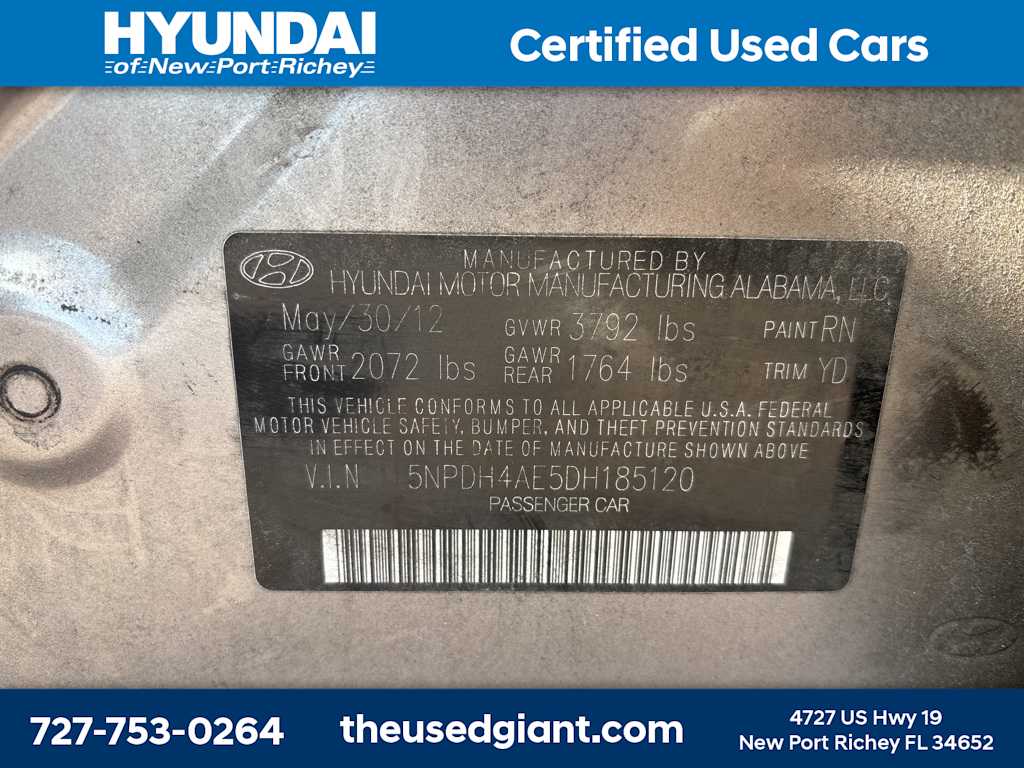 HYUNDAI
of New Port Richey
Certified Used Cars
MANUFACTURED BY
HYUNDAI MOTOR MANUFACTURING ALABAMA, LLC
May/30/12 GVWR 3792 lbs PAINT RN
GAWR FRONT 2072 lbs GAWR REAR 1764 lbs TRIM YD
THIS VEHICLE CONFORMS TO ALL APPLICABLE U.S.A. FEDERAL
MOTOR VEHICLE SAFETY, BUMPER, AND THEFT PREVENTION STANDARDS
IN EFFECT ON THE DATE OF MANUFACTURE SHOWN ABOVE
V.I.N 5NPDH4AE5DH185120
PASSENGER CAR
727-753-0264
theusedgiant.com
4727 US Hwy 19
New Port Richey FL 34652